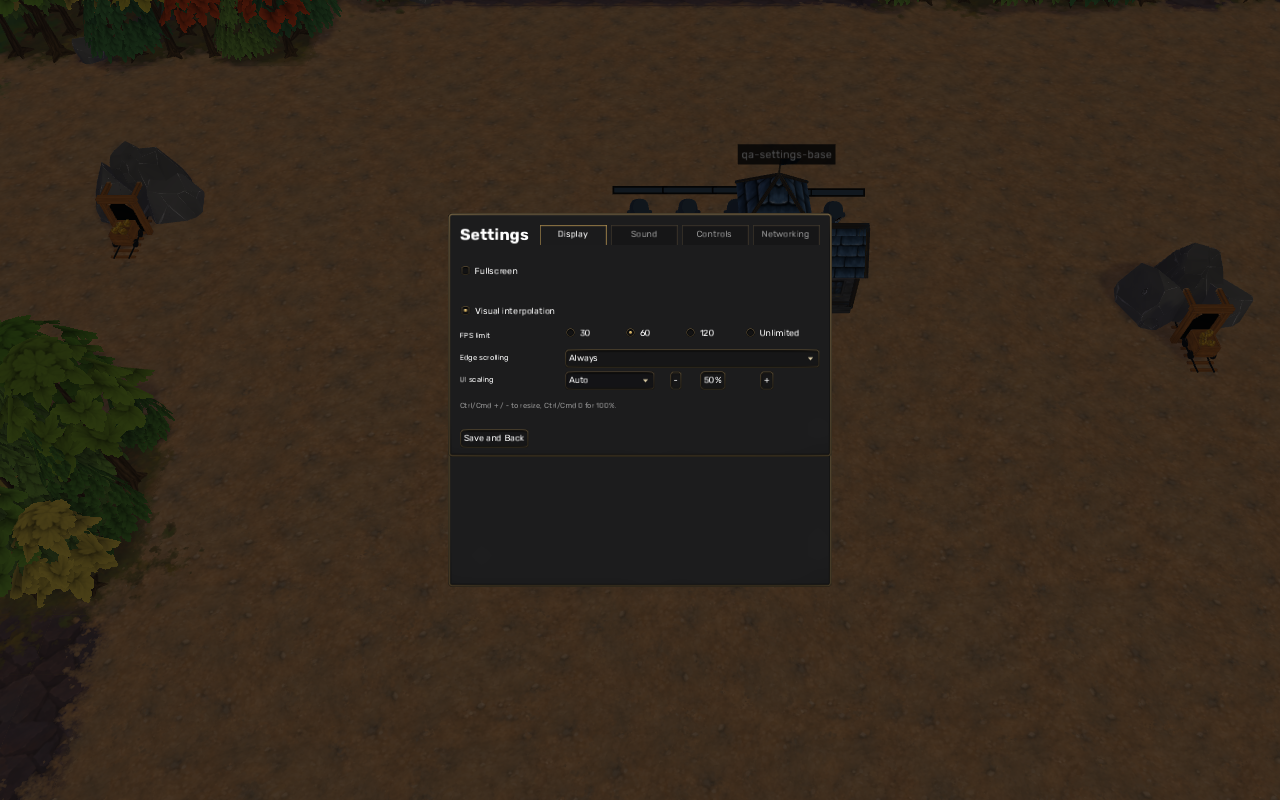 qa-settings-base
Settings Display Sound Controls Networking
Fullscreen
Visual interpolation
FPS limit 30 60 120 Unlimited
Edge scrolling Always
UI scaling Auto - 50% +
Ctrl/Cmd + / - to resize, Ctrl/Cmd 0 for 100%.
Save and Back